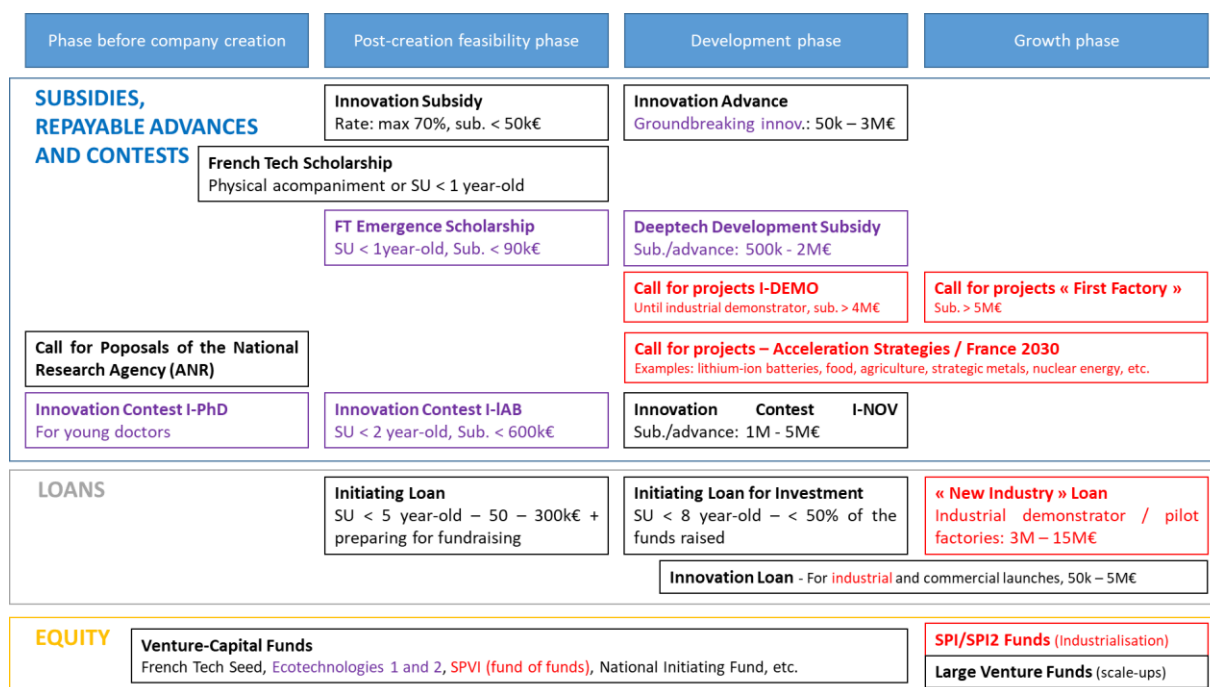 Phase before company creation
Post-creation feasibility phase
Development phase
Growth phase
SUBSIDIES,
REPAYABLE ADVANCES
AND CONTESTS
Innovation Subsidy
Rate: max 70%, sub. < 50k€
Innovation Advance
Groundbreaking innov.: 50k – 3M€
French Tech Scholarship
Physical acompaniment or SU < 1 year-old
FT Emergence Scholarship
SU < 1year-old, Sub. < 90k€
Deeptech Development Subsidy
Sub./advance: 500k - 2M€
Call for projects I-DEMO
Until industrial demonstrator, sub. > 4M€
Call for projects « First Factory »
Sub. > 5M€
Call for Poposals of the National
Research Agency (ANR)
Call for projects – Acceleration Strategies / France 2030
Examples: lithium-ion batteries, food, agriculture, strategic metals, nuclear energy, etc.
Innovation Contest I-PhD
For young doctors
Innovation Contest I-lAB
SU < 2 year-old, Sub. < 600k€
Innovation Contest I-NOV
Sub./advance: 1M - 5M€
LOANS
Initiating Loan
SU < 5 year-old – 50 – 300k€ +
preparing for fundraising
Initiating Loan for Investment
SU < 8 year-old – < 50% of the
funds raised
« New Industry » Loan
Industrial demonstrator / pilot
factories: 3M – 15M€
Innovation Loan - For industrial and commercial launches, 50k – 5M€
EQUITY
Venture-Capital Funds
French Tech Seed, Ecotechnologies 1 and 2, SPVI (fund of funds), National Initiating Fund, etc.
SPI/SPI2 Funds (Industrialisation)
Large Venture Funds (scale-ups)